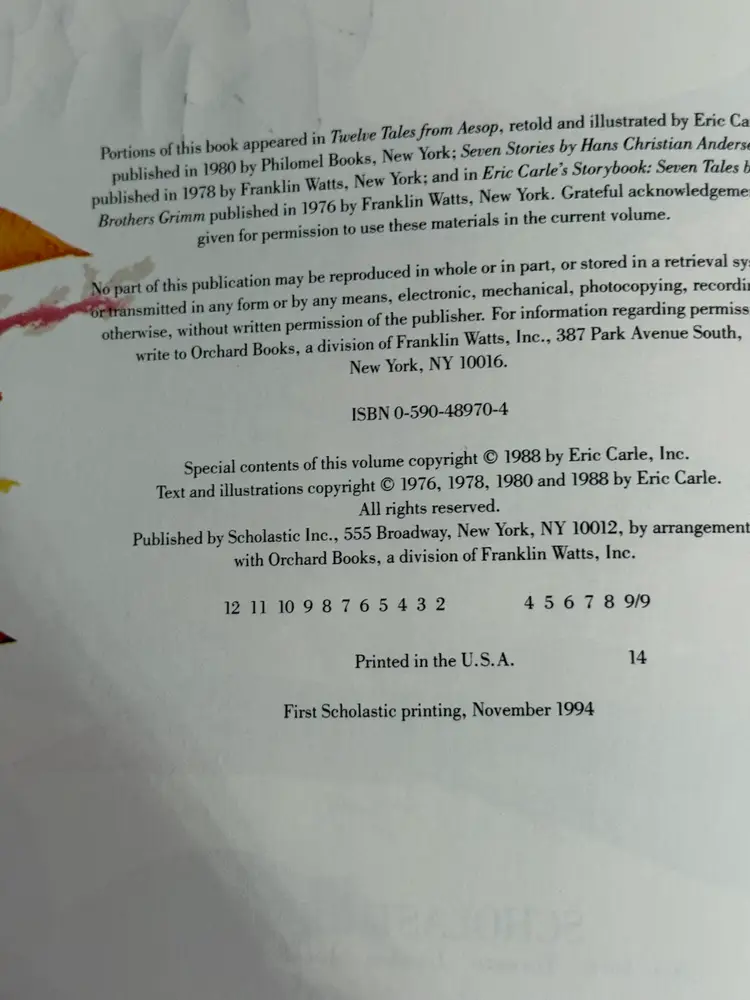 Portions of this book appeared in Twelve Tales from Aesop, retold and illustrated by Eric Ca
published in 1980 by Philomel Books, New York; Seven Stories by Hans Christian Anderse
published in 1978 by Franklin Watts, New York; and in Eric Carle's Storybook: Seven Tales b
Brothers Grimm published in 1976 by Franklin Watts, New York. Grateful acknowledgeme
given for permission to use these materials in the current volume.
No part of this publication may be reproduced in whole or in part, or stored in a retrieval sy
or transmitted in any form or by any means, electronic, mechanical, photocopying, recordin
otherwise, without written permission of the publisher. For information regarding permiss
write to Orchard Books, a division of Franklin Watts, Inc., 387 Park Avenue South,
New York, NY 10016.
ISBN 0-590-48970-4
Special contents of this volume copyright © 1988 by Eric Carle, Inc.
Text and illustrations copyright © 1976, 1978, 1980 and 1988 by Eric Carle.
All rights reserved.
Published by Scholastic Inc., 555 Broadway, New York, NY 10012, by arrangement
with Orchard Books, a division of Franklin Watts, Inc.
12 11 10 9 8 7 6 5 4 3 2 4 5 6 7 8 9/9
Printed in the U.S.A. 14
First Scholastic printing, November 1994